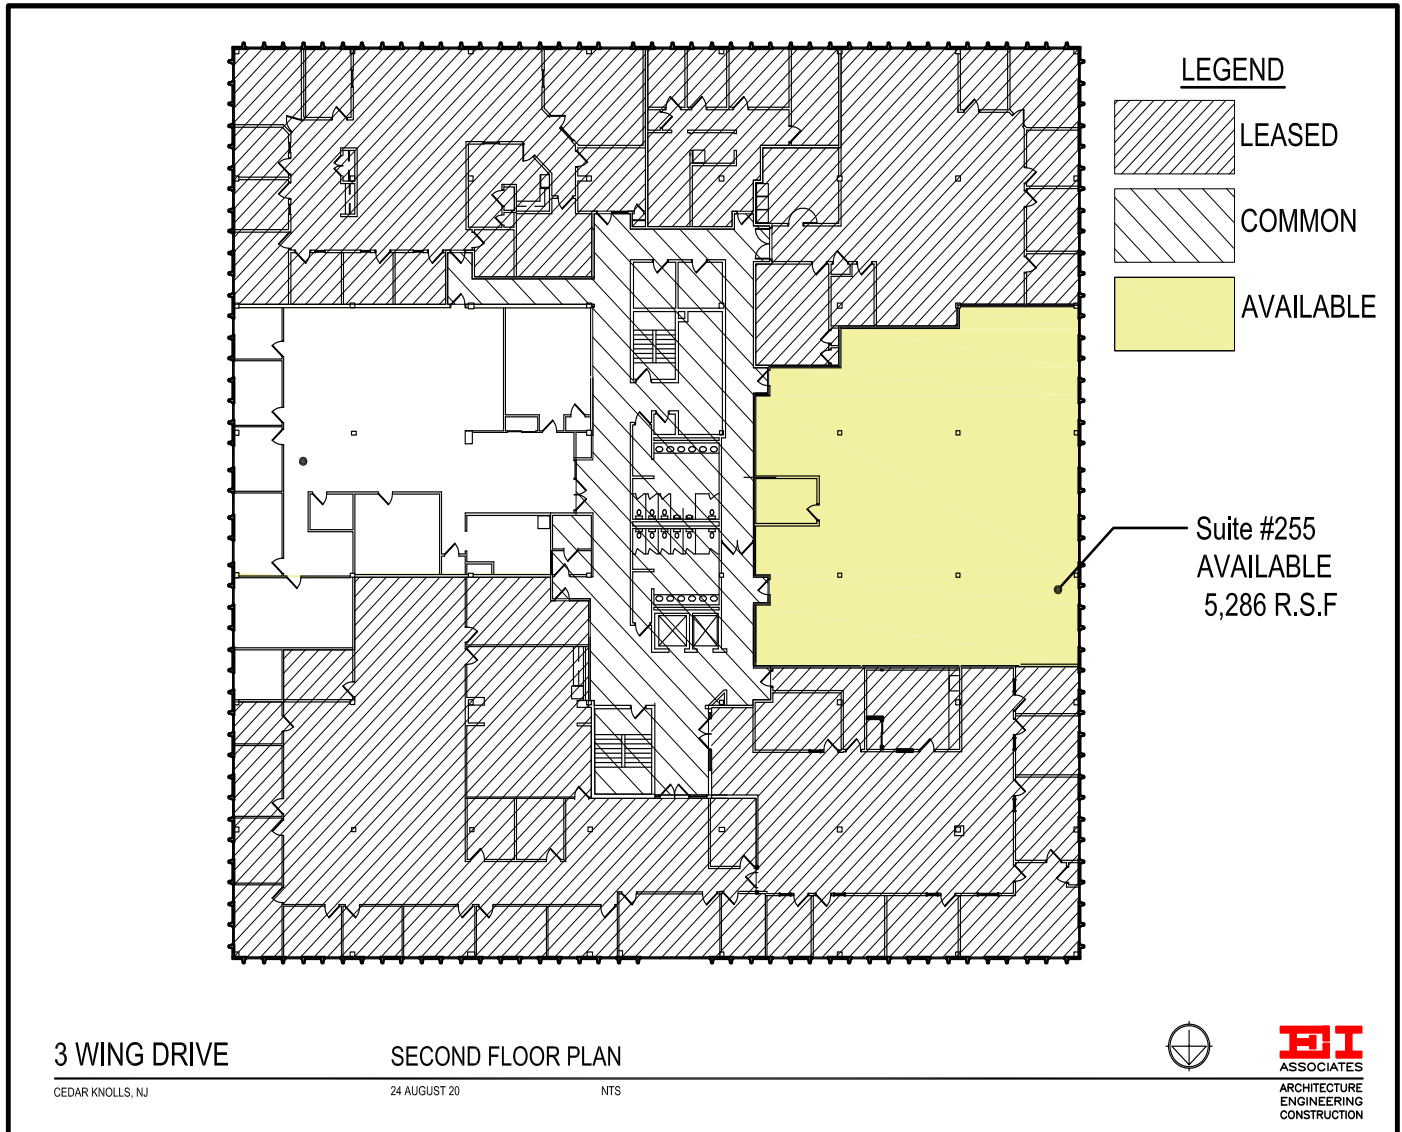 LEGEND
LEASED
COMMON
AVAILABLE
Suite #255
AVAILABLE
5,286 R.S.F
3 WING DRIVE
SECOND FLOOR PLAN
CEDAR KNOLLS, NJ
24 AUGUST 20
NTS
EI
ASSOCIATES
ARCHITECTURE
ENGINEERING
CONSTRUCTION